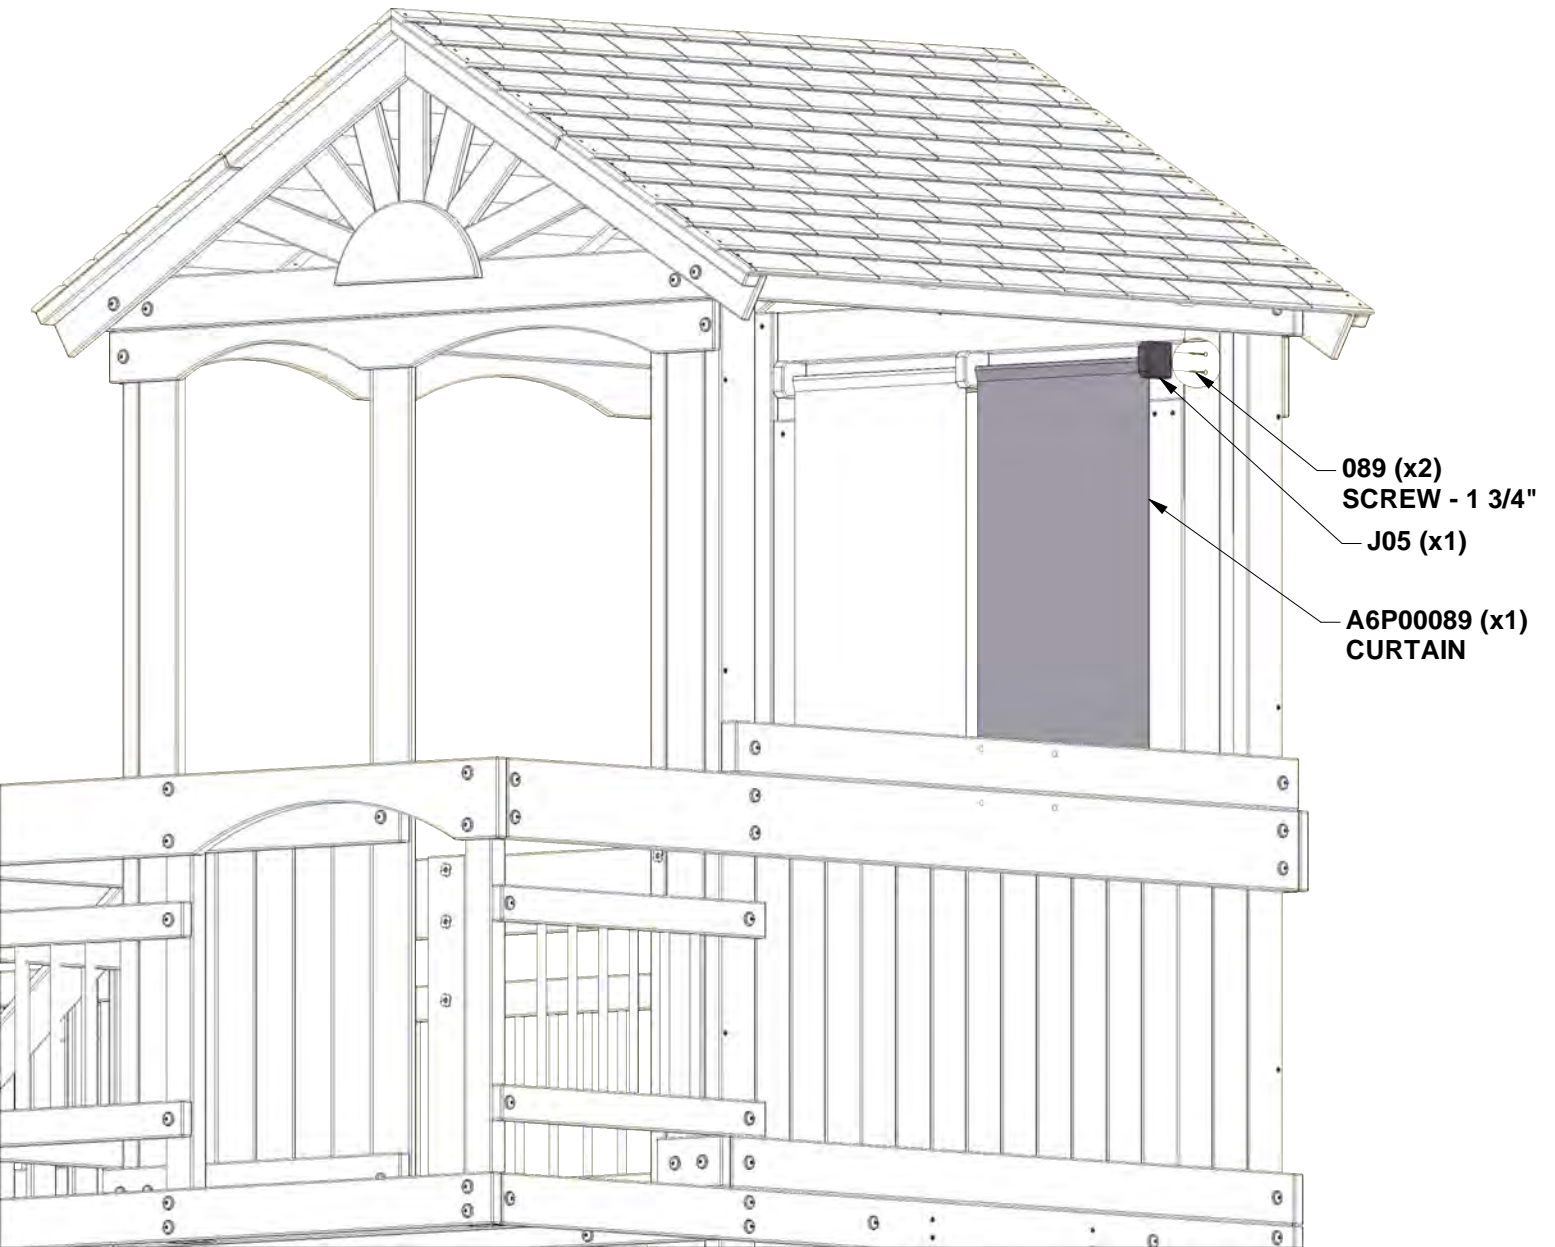 089 (x2)
SCREW - 1 3/4"
J05 (x1)
A6P00089 (x1)
CURTAIN